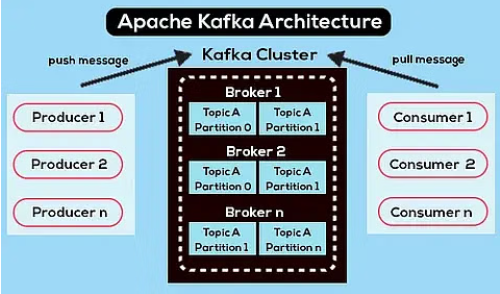 Apache Kafka Architecture
push message
Kafka Cluster
pull message
Producer 1
Producer 2
Producer n
Broker 1
Topic A Topic A
Partition 0 Partition 1
Broker 2
Topic A Topic A
Partition 0 Partition 1
Broker n
Topic A Topic A
Partition 1 Partition n
Consumer 1
Consumer 2
Consumer n